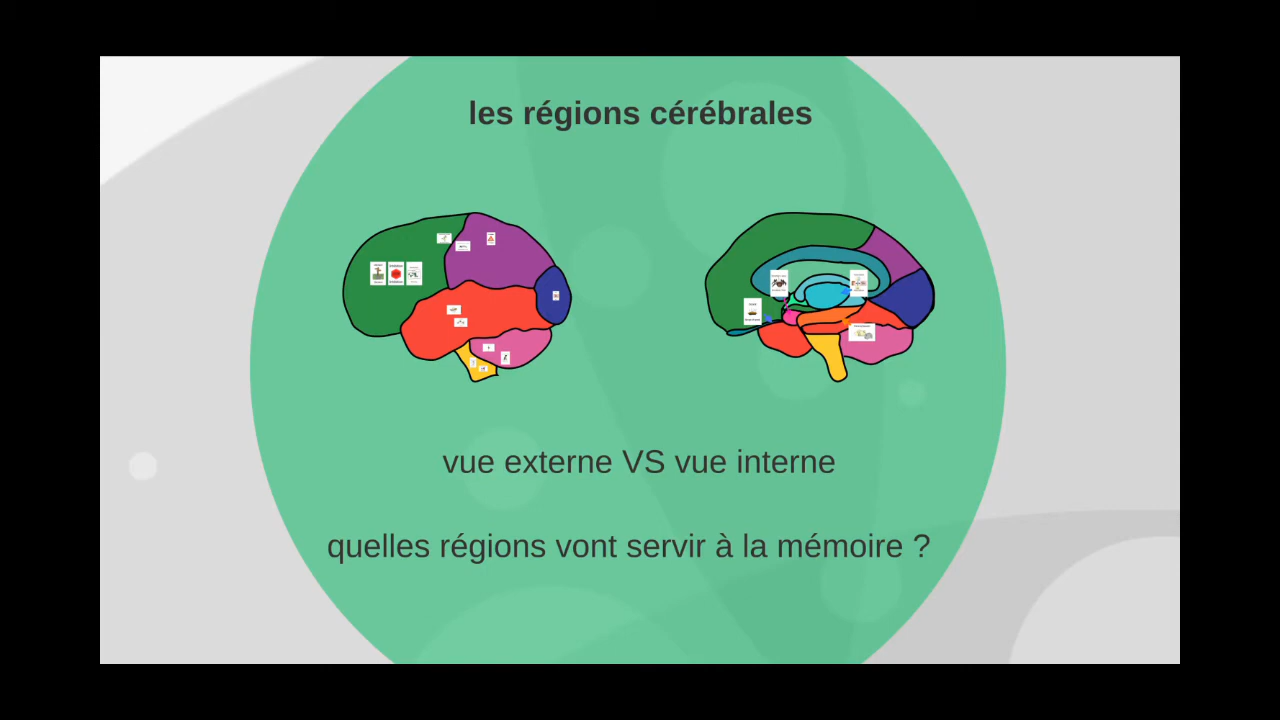 les régions cérébrales
vue externe VS vue interne
quelles régions vont servir à la mémoire ?